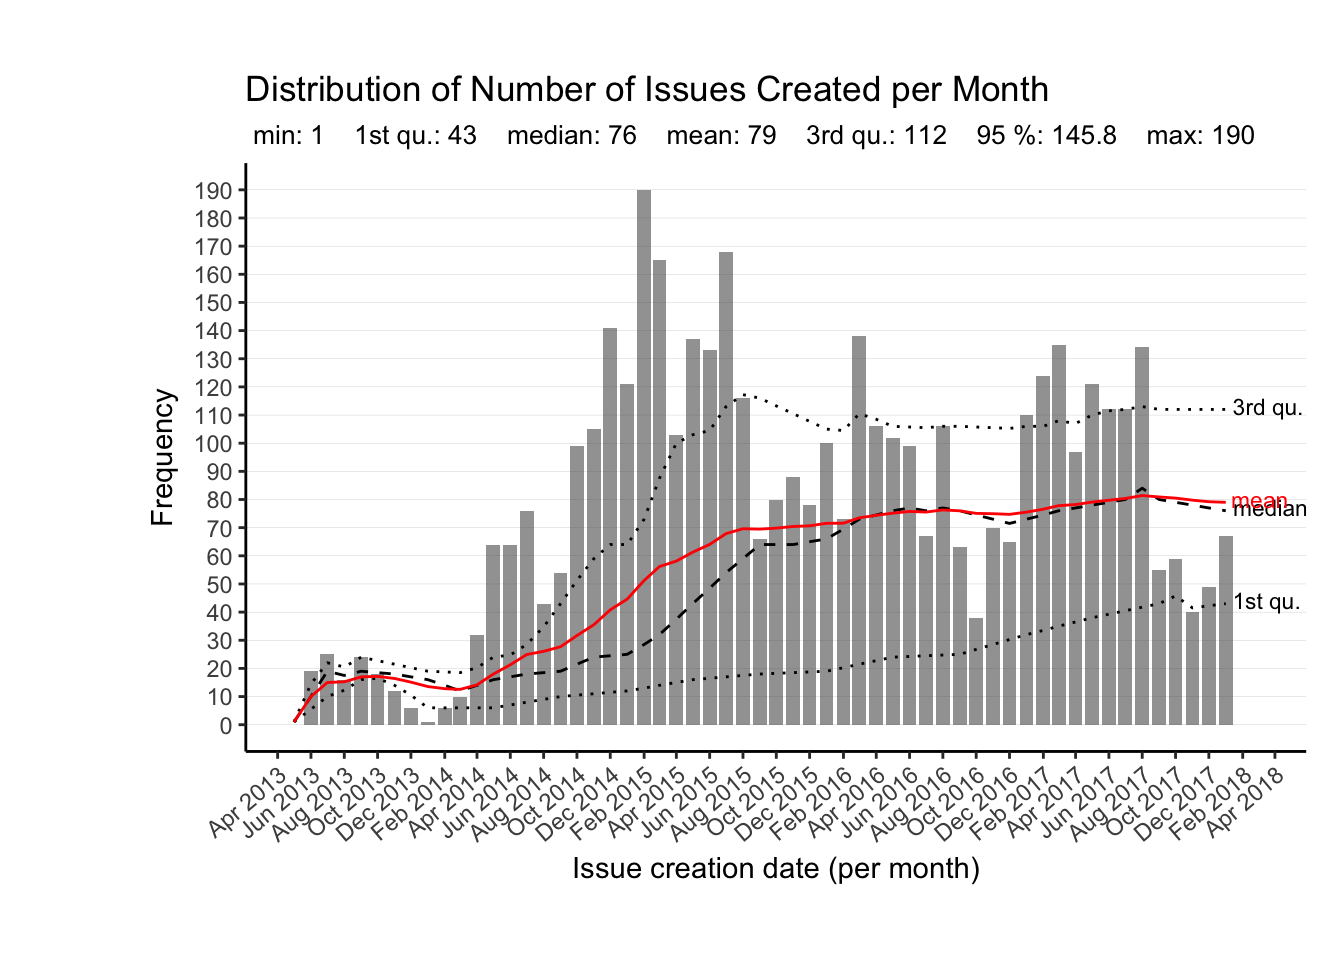 Distribution of Number of Issues Created per Month
min: 1 1st qu.: 43 median: 76 mean: 79 3rd qu.: 112 95 %: 145.8 max: 190
190
180
170
160
150
140
130
120
110
100
90
80
70
60
50
40
30
20
10
0
Frequency
3rd qu.
mean
median
1st qu.
Apr 2013
Jun 2013
Aug 2013
Oct 2013
Dec 2013
Feb 2014
Apr 2014
Jun 2014
Aug 2014
Oct 2014
Dec 2014
Feb 2015
Apr 2015
Jun 2015
Aug 2015
Oct 2015
Dec 2015
Feb 2016
Apr 2016
Jun 2016
Aug 2016
Oct 2016
Dec 2016
Feb 2017
Apr 2017
Jun 2017
Aug 2017
Oct 2017
Dec 2017
Feb 2018
Apr 2018
Issue creation date (per month)